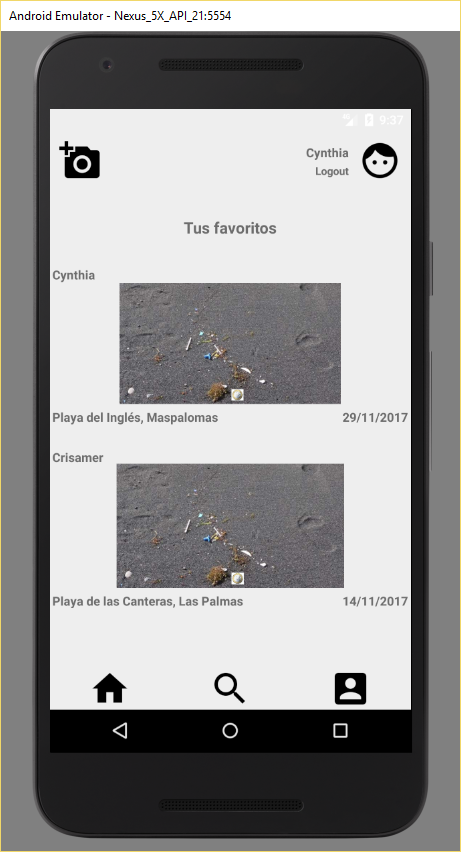 Android Emulator - Nexus_5X_API_21:5554
9:37
Cynthia
Logout
Tus favoritos
Cynthia
Playa del Inglés, Maspalomas 29/11/2017
Crisamer
Playa de las Canteras, Las Palmas 14/11/2017